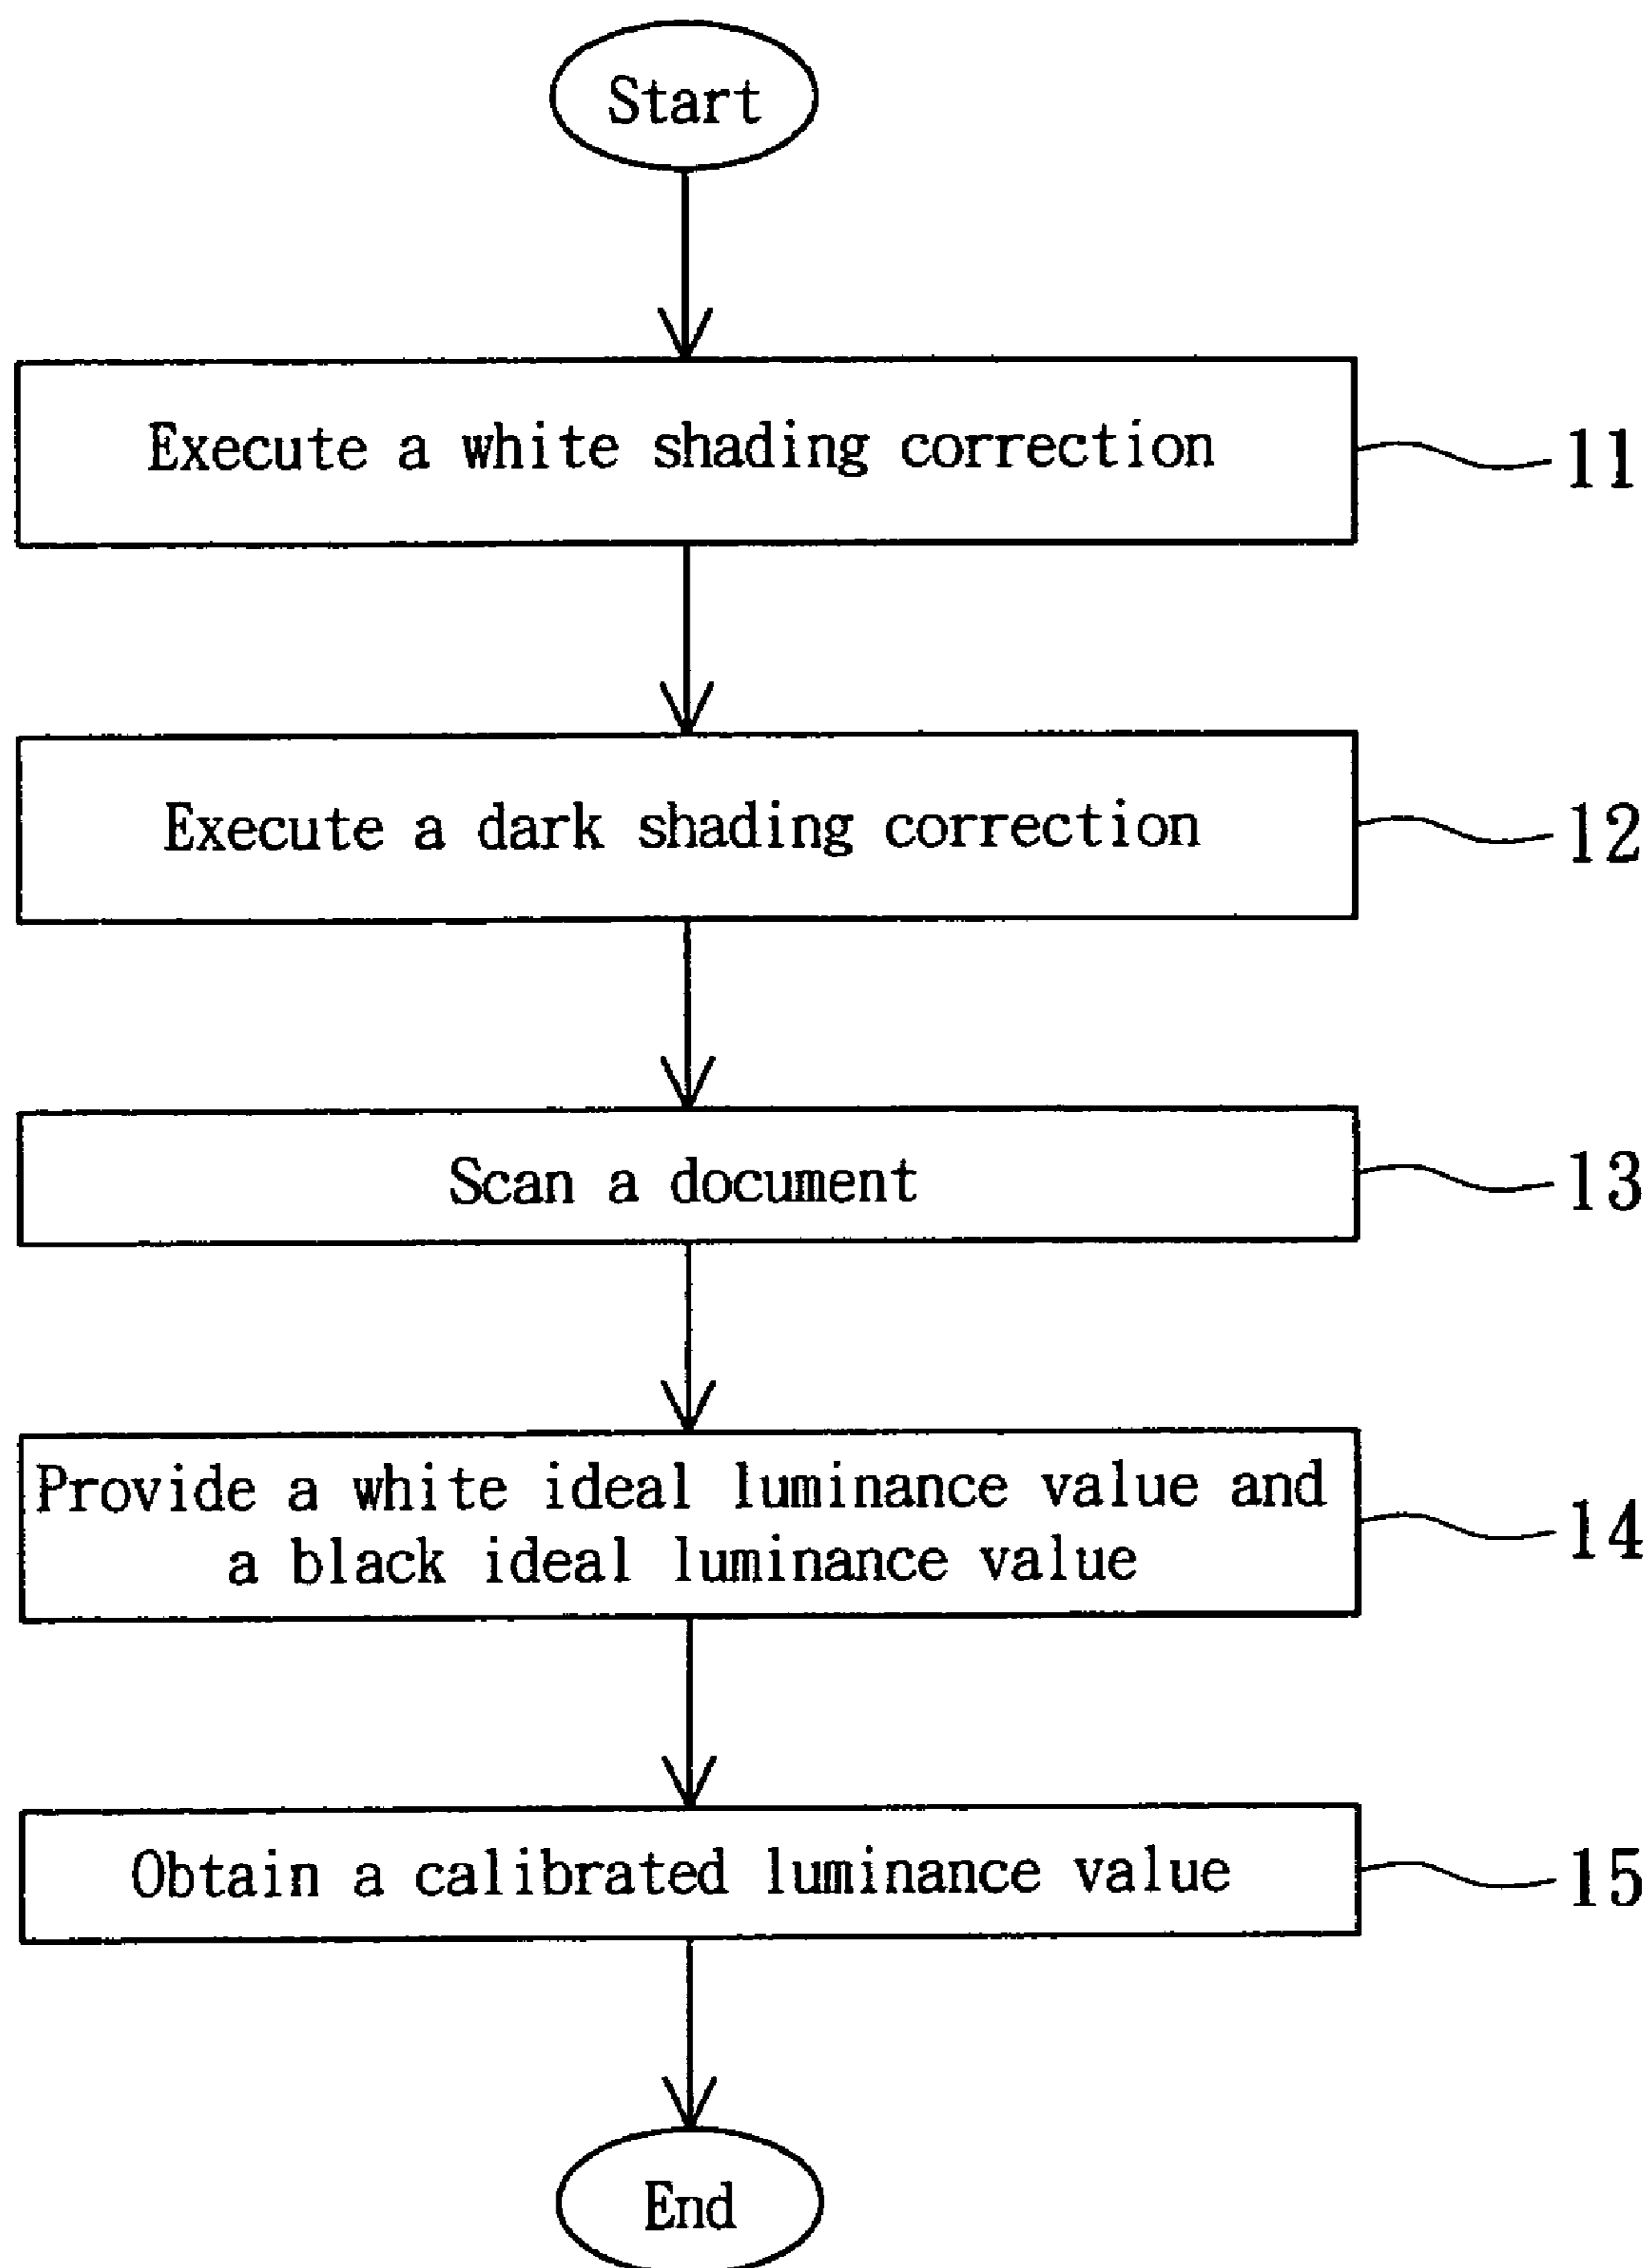 Start
Execute a white shading correction
11
Execute a dark shading correction
12
Scan a document
13
Provide a white ideal luminance value and
a black ideal luminance value
14
Obtain a calibrated luminance value
15
End